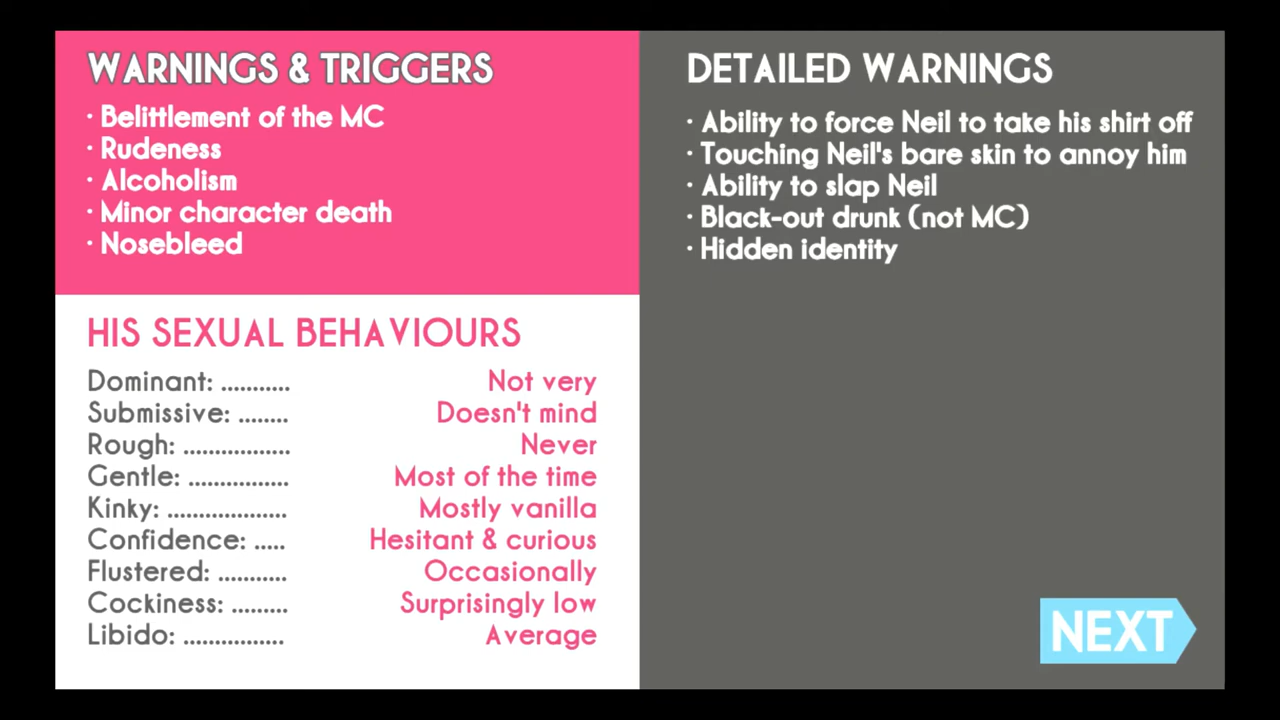 WARNINGS & TRIGGERS
· Belittlement of the MC
· Rudeness
· Alcoholism
· Minor character death
· Nosebleed
HIS SEXUAL BEHAVIOURS
Dominant: ........... Not very
Submissive: ........ Doesn't mind
Rough: ................. Never
Gentle: ................ Most of the time
Kinky: ................... Mostly vanilla
Confidence: ..... Hesitant & curious
Flustered: ........... Occasionally
Cockiness: ......... Surprisingly low
Libido: ................ Average
DETAILED WARNINGS
· Ability to force Neil to take his shirt off
· Touching Neil's bare skin to annoy him
· Ability to slap Neil
· Black-out drunk (not MC)
· Hidden identity
NEXT